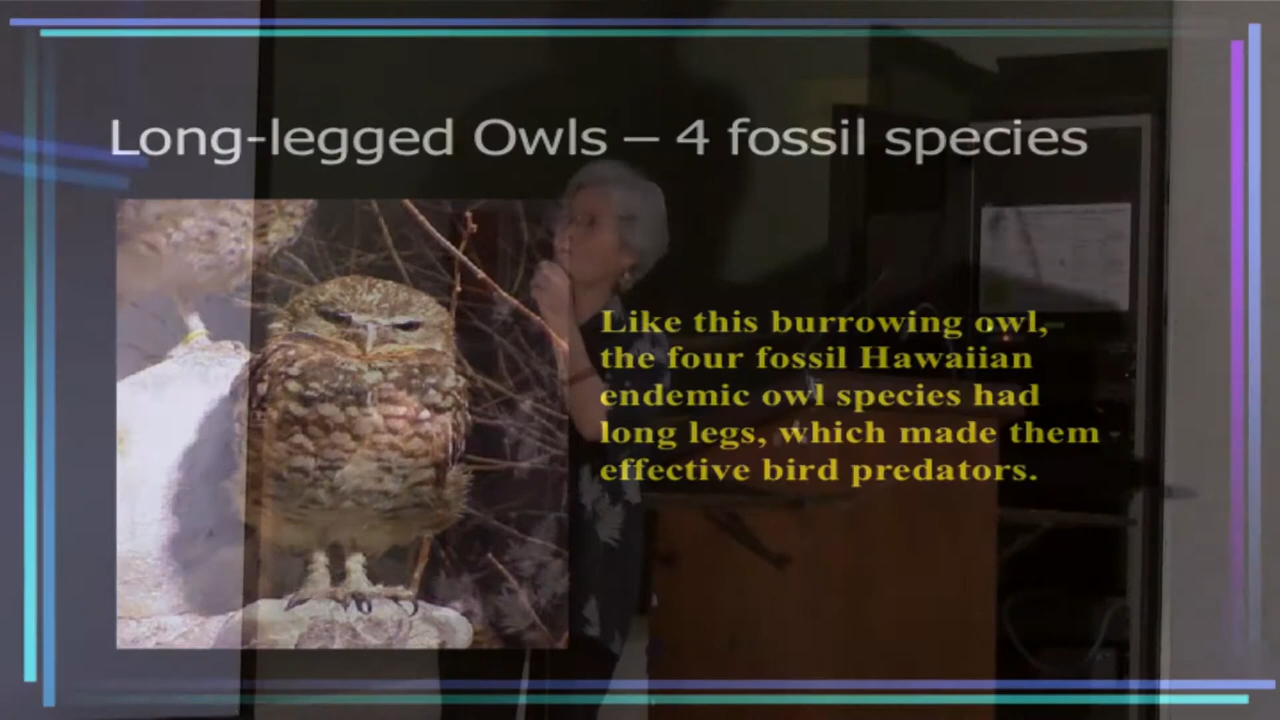 Long-legged Owls – 4 fossil species
Like this burrowing owl,
the four fossil Hawaiian
endemic owl species had
long legs, which made them
effective bird predators.